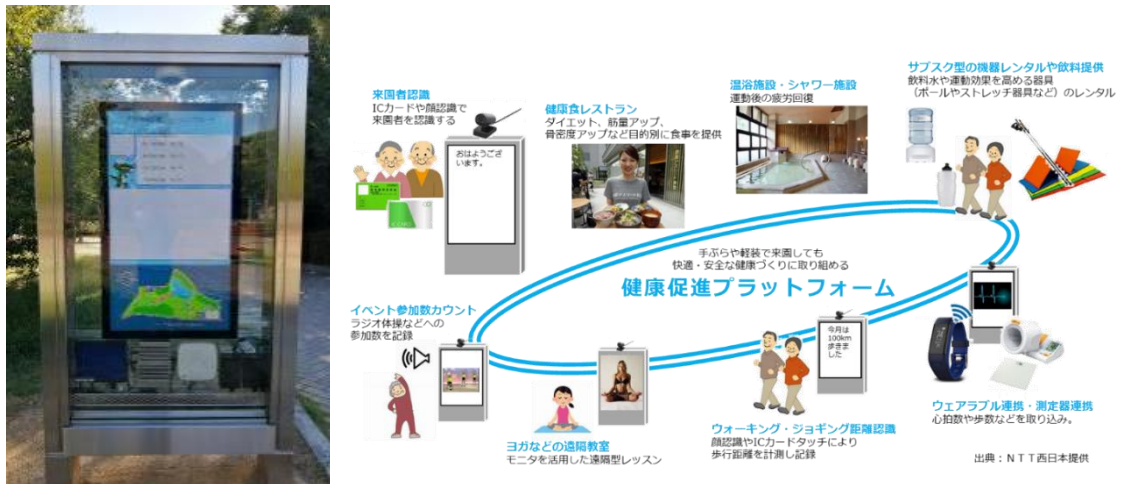 来園者認識
ICカードや顔認識で
来園者を認識する
おはようござ
います。
健康食レストラン
ダイエット、筋量アップ、
骨密度アップなど目的別に食事を提供
温浴施設・シャワー施設
運動後の疲労回復
サブスク型の機器レンタルや飲料提供
飲料水や運動効果を高める器具
（ポールやストレッチ器具など）のレンタル
手ぶらや軽装で来園しても
快適・安全な健康づくりに取り組める
健康促進プラットフォーム
イベント参加数カウント
ラジオ体操などへの
参加数を記録
ヨガなどの遠隔教室
モニタを活用した遠隔型レッスン
今月は
100km
歩きま
した
ウォーキング・ジョギング距離認識
顔認識やICカードタッチにより
歩行距離を計測し記録
ウェアラブル連携・測定器連携
心拍数や歩数などを取り込み。
出典：ＮＴＴ西日本提供